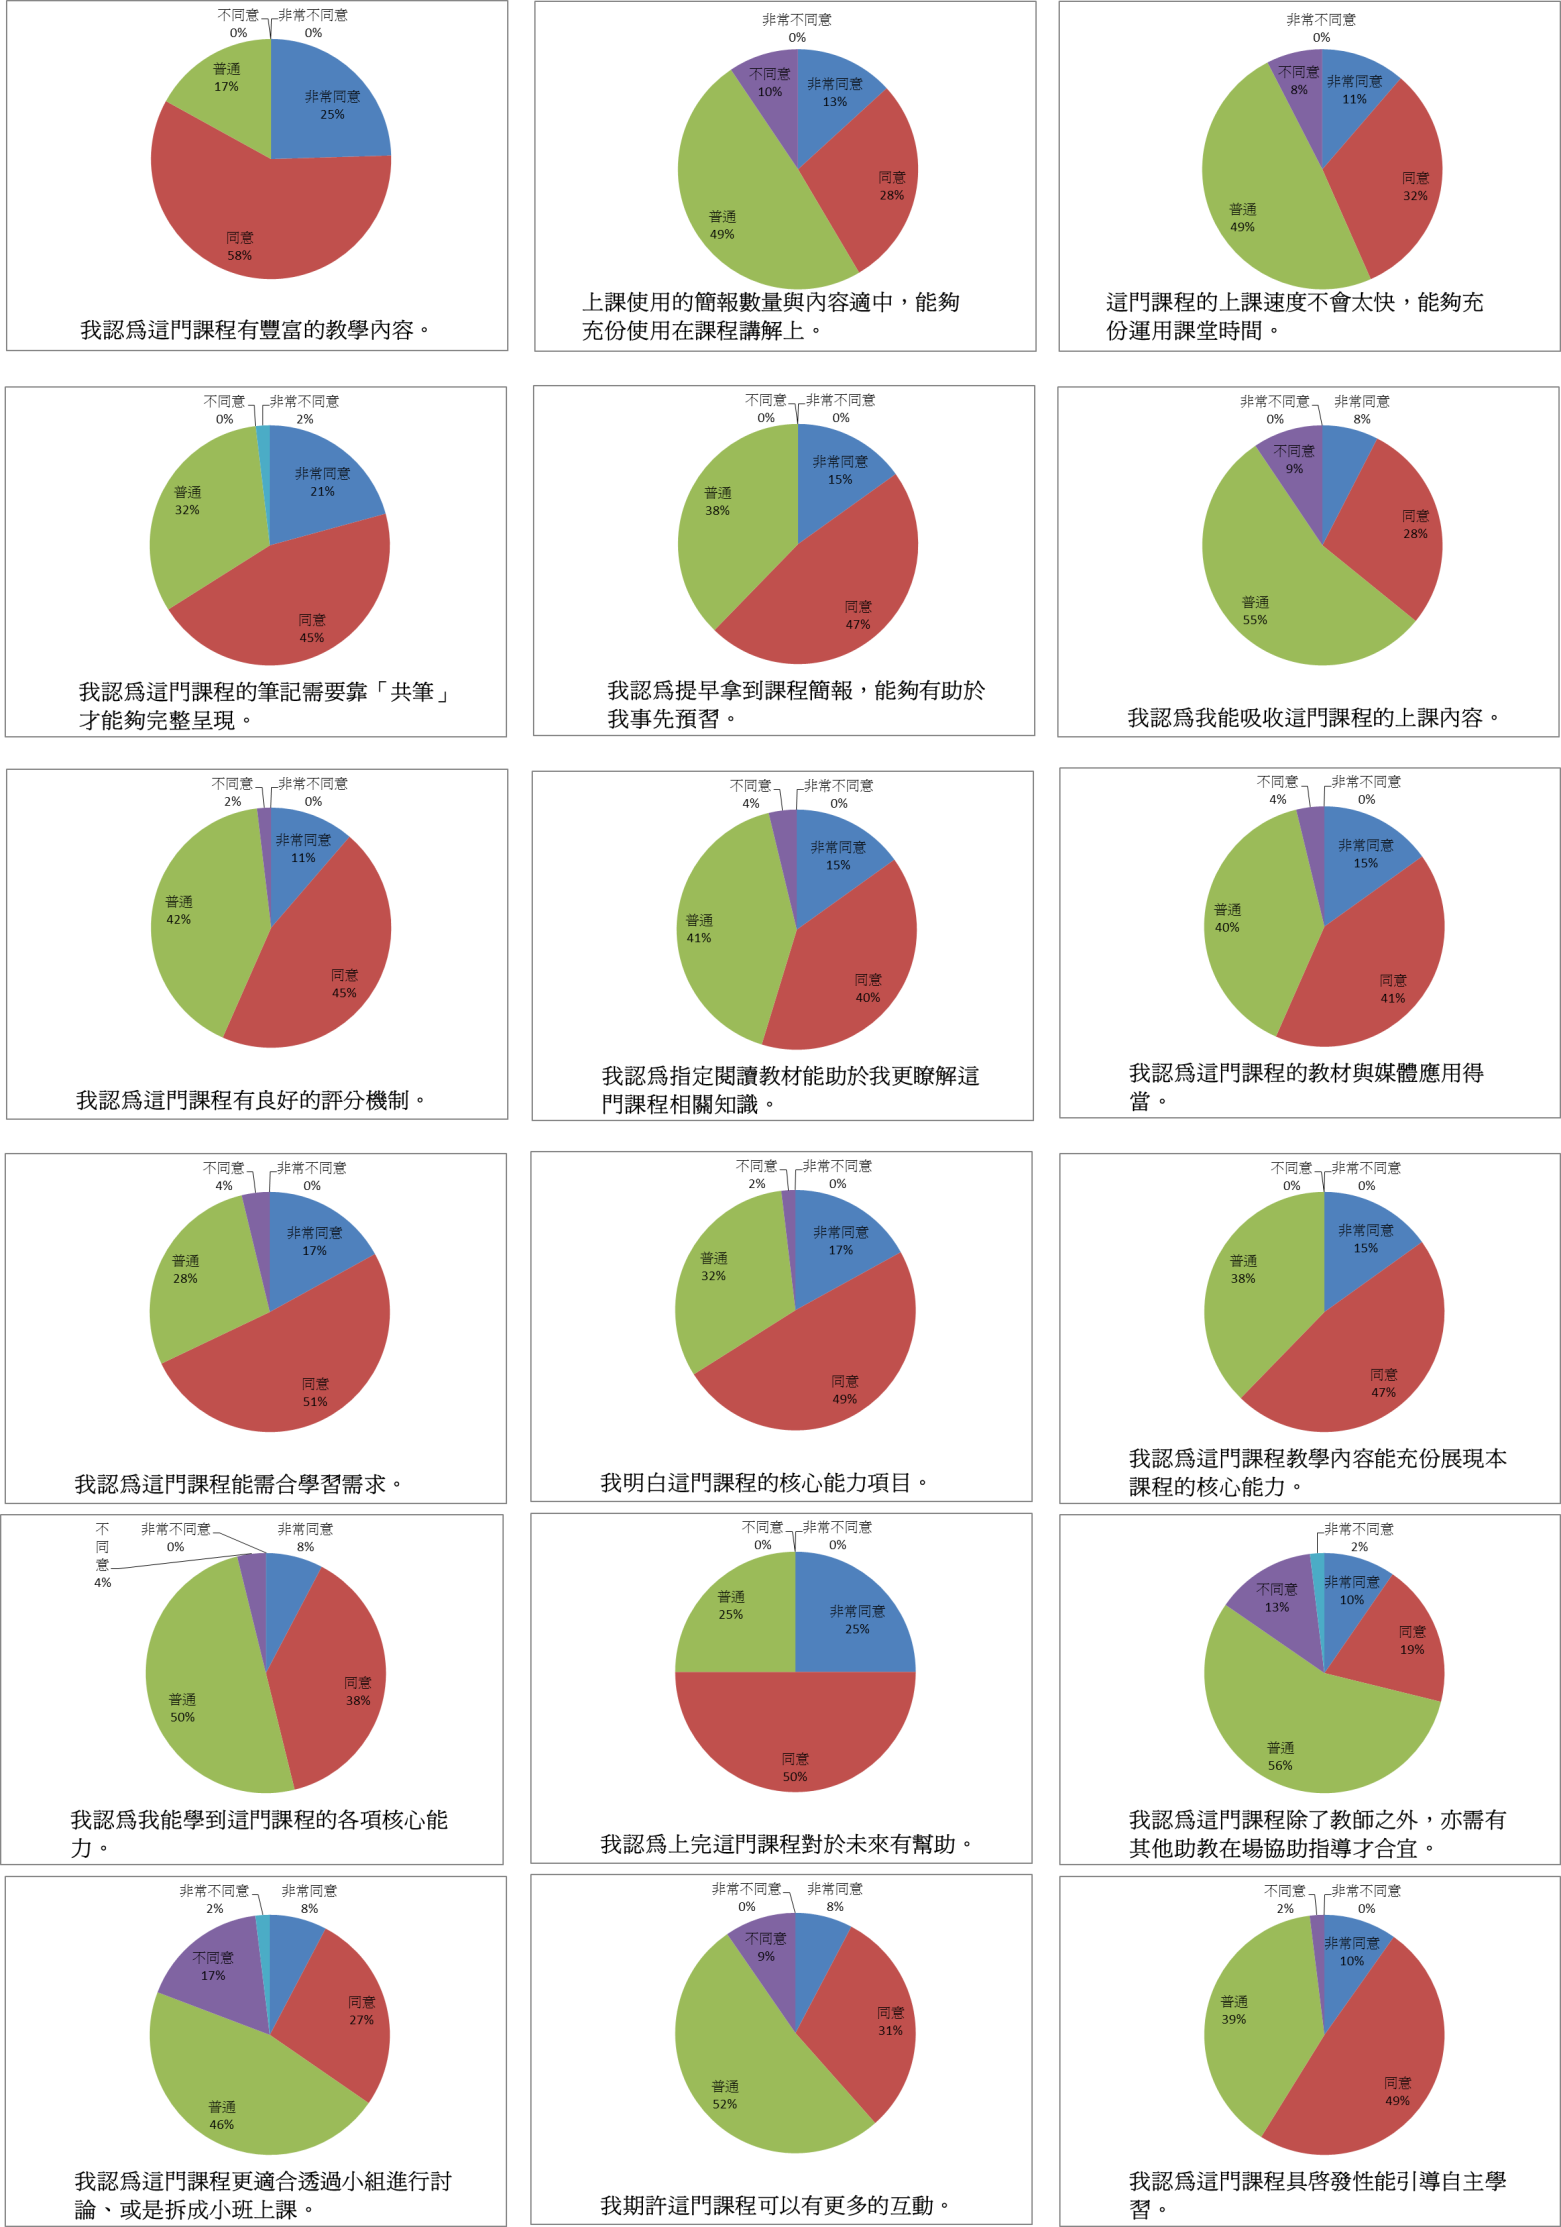 不同意
0%
非常不同意
0%
普通
17%
非常同意
25%
同意
58%
我認為這門課程有豐富的教學內容。
非常不同意
0%
不同意
10%
非常同意
13%
同意
28%
普通
49%
上課使用的簡報數量與內容適中，能夠
充份使用在課程講解上。
非常不同意
0%
不同意
8%
非常同意
11%
同意
32%
普通
49%
這門課程的上課速度不會太快，能夠充
份運用課堂時間。
不同意
0%
非常不同意
2%
非常同意
21%
普通
32%
同意
45%
我認為這門課程的筆記需要靠「共筆」
才能夠完整呈現。
不同意
0%
非常不同意
0%
非常同意
15%
普通
38%
同意
47%
我認為提早拿到課程簡報，能夠有助於
我事先預習。
非常不同意
0%
非常同意
8%
不同意
9%
同意
28%
普通
55%
我認為我能吸收這門課程的上課內容。
不同意
2%
非常不同意
0%
非常同意
11%
普通
42%
同意
45%
我認為這門課程有良好的評分機制。
不同意
4%
非常不同意
0%
非常同意
15%
普通
41%
同意
40%
我認為指定閱讀教材能助於我更瞭解這
門課程相關知識。
不同意
4%
非常不同意
0%
非常同意
15%
普通
40%
同意
41%
我認為這門課程的教材與媒體應用得
當。
不同意
4%
非常不同意
0%
非常同意
17%
普通
28%
同意
51%
我認為這門課程能需合學習需求。
不同意
2%
非常不同意
0%
非常同意
17%
普通
32%
同意
49%
我明白這門課程的核心能力項目。
不同意
0%
非常不同意
0%
非常同意
15%
普通
38%
同意
47%
我認為這門課程教學內容能充份展現本
課程的核心能力。
不
同
意
4%
非常不同意
0%
非常同意
8%
同意
38%
普通
50%
我認為我能學到這門課程的各項核心能
力。
不同意
0%
非常不同意
0%
普通
25%
非常同意
25%
同意
50%
我認為上完這門課程對於未來有幫助。
非常不同意
2%
不同意
13%
非常同意
10%
同意
19%
普通
56%
我認為這門課程除了教師之外，亦需有
其他助教在場協助指導才合宜。
非常不同意
2%
非常同意
8%
不同意
17%
同意
27%
普通
46%
我認為這門課程更適合透過小組進行討
論、或是拆成小班上課。
非常不同意
0%
非常同意
8%
不同意
9%
同意
31%
普通
52%
我期許這門課程可以有更多的互動。
不同意
2%
非常不同意
0%
非常同意
10%
普通
39%
同意
49%
我認為這門課程具啓發性能引導自主學
習。